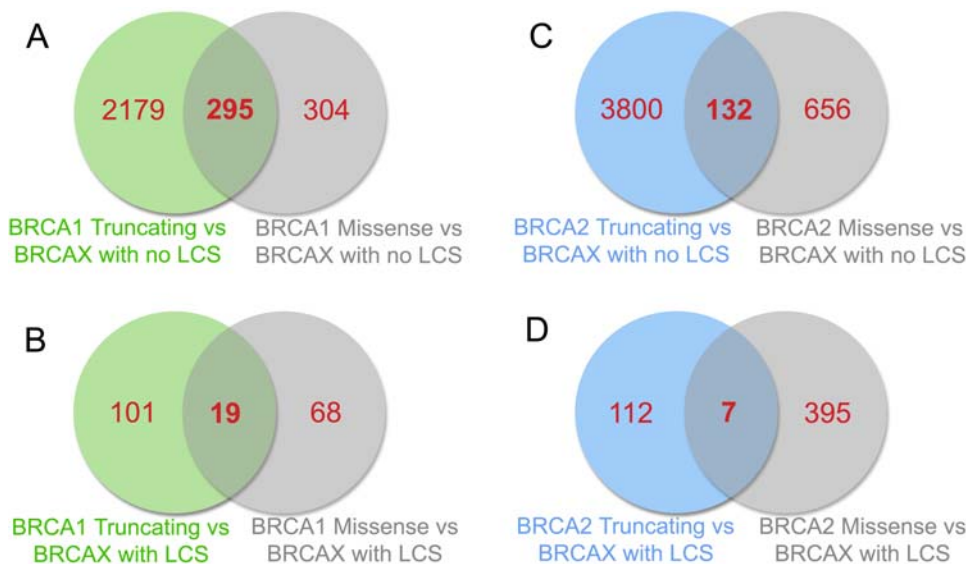 A
2179
295
304
BRCA1 Truncating vs
BRCAX with no LCS
BRCA1 Missense vs
BRCAX with no LCS
C
3800
132
656
BRCA2 Truncating vs
BRCAX with no LCS
BRCA2 Missense vs
BRCAX with no LCS
B
101
19
68
BRCA1 Truncating vs
BRCAX with LCS
BRCA1 Missense vs
BRCAX with LCS
D
112
7
395
BRCA2 Truncating vs
BRCAX with LCS
BRCA2 Missense vs
BRCAX with LCS